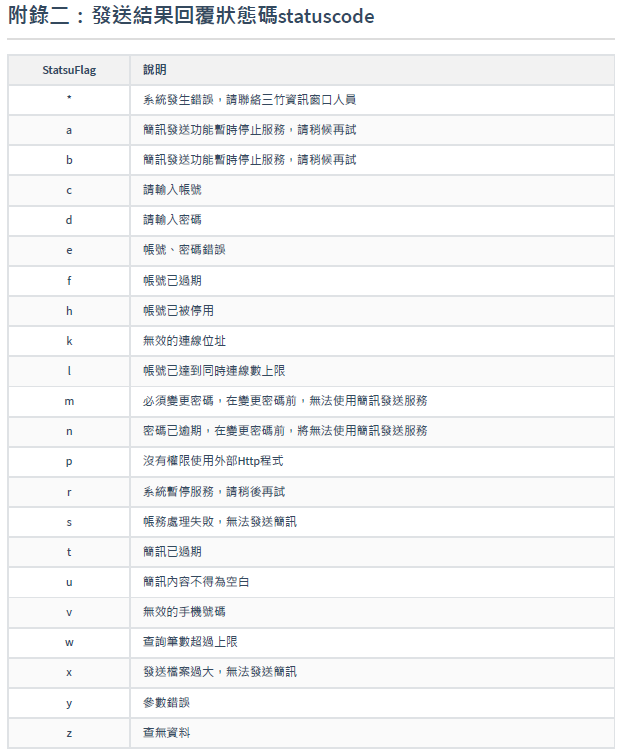 附錄二：發送結果回覆狀態碼statuscode
StatsuFlag 說明
* 系統發生錯誤，請聯絡三竹資訊窗口人員
a 簡訊發送功能暫時停止服務，請稍候再試
b 簡訊發送功能暫時停止服務，請稍候再試
c 請輸入帳號
d 請輸入密碼
e 帳號、密碼錯誤
f 帳號已過期
h 帳號已被停用
k 無效的連線位址
l 帳號已達到同時連線數上限
m 必須變更密碼，在變更密碼前，無法使用簡訊發送服務
n 密碼已逾期，在變更密碼前，將無法使用簡訊發送服務
p 沒有權限使用外部Http程式
r 系統暫停服務，請稍後再試
s 帳務處理失敗，無法發送簡訊
t 簡訊已過期
u 簡訊內容不得為空白
v 無效的手機號碼
w 查詢筆數超過上限
x 發送檔案過大，無法發送簡訊
y 參數錯誤
z 查無資料